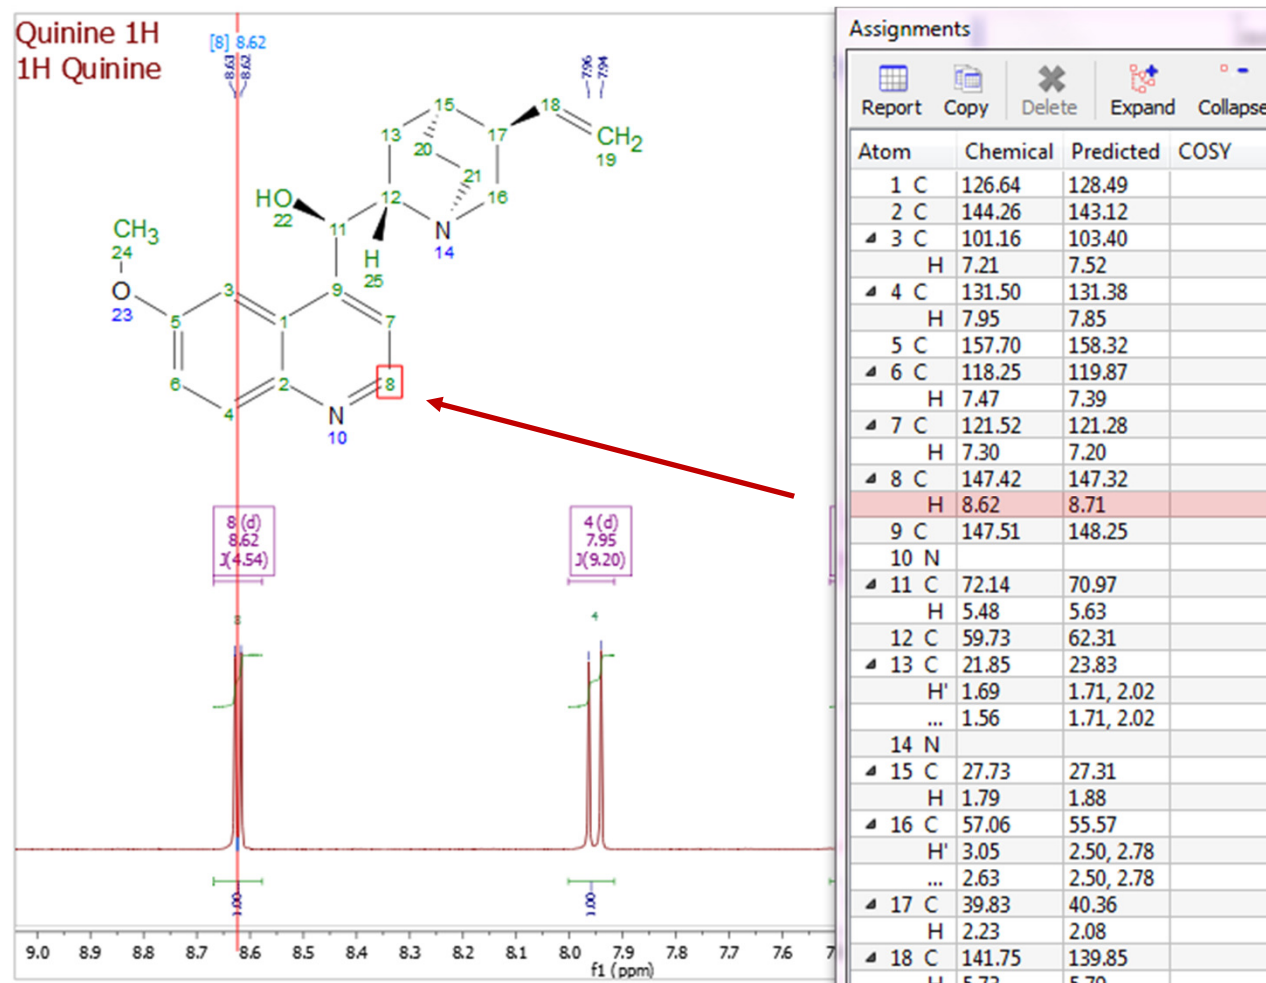 Quinine 1H
1H Quinine
[8] 8.62
8.63
8.62
7.96
7.94
15
18
13
17
CH2
20
19
21
12
16
HO
22
11
N
14
CH3
24
H
25
O
23
3
9
5
1
7
6
2
8
4
N
10
8 (d)
8.62
J(4.54)
4 (d)
7.95
J(9.20)
8
4
1.00
1.00
9.0 8.9 8.8 8.7 8.6 8.5 8.4 8.3 8.2 8.1 8.0 7.9 7.8 7.7 7.6
f1 (ppm)
Assignments
Report Copy Delete Expand Collapse
Atom Chemical Predicted COSY
1 C 126.64 128.49
2 C 144.26 143.12
3 C 101.16 103.40
H 7.21 7.52
4 C 131.50 131.38
H 7.95 7.85
5 C 157.70 158.32
6 C 118.25 119.87
H 7.47 7.39
7 C 121.52 121.28
H 7.30 7.20
8 C 147.42 147.32
H 8.62 8.71
9 C 147.51 148.25
10 N
11 C 72.14 70.97
H 5.48 5.63
12 C 59.73 62.31
13 C 21.85 23.83
H' 1.69 1.71, 2.02
... 1.56 1.71, 2.02
14 N
15 C 27.73 27.31
H 1.79 1.88
16 C 57.06 55.57
H' 3.05 2.50, 2.78
... 2.63 2.50, 2.78
17 C 39.83 40.36
H 2.23 2.08
18 C 141.75 139.85